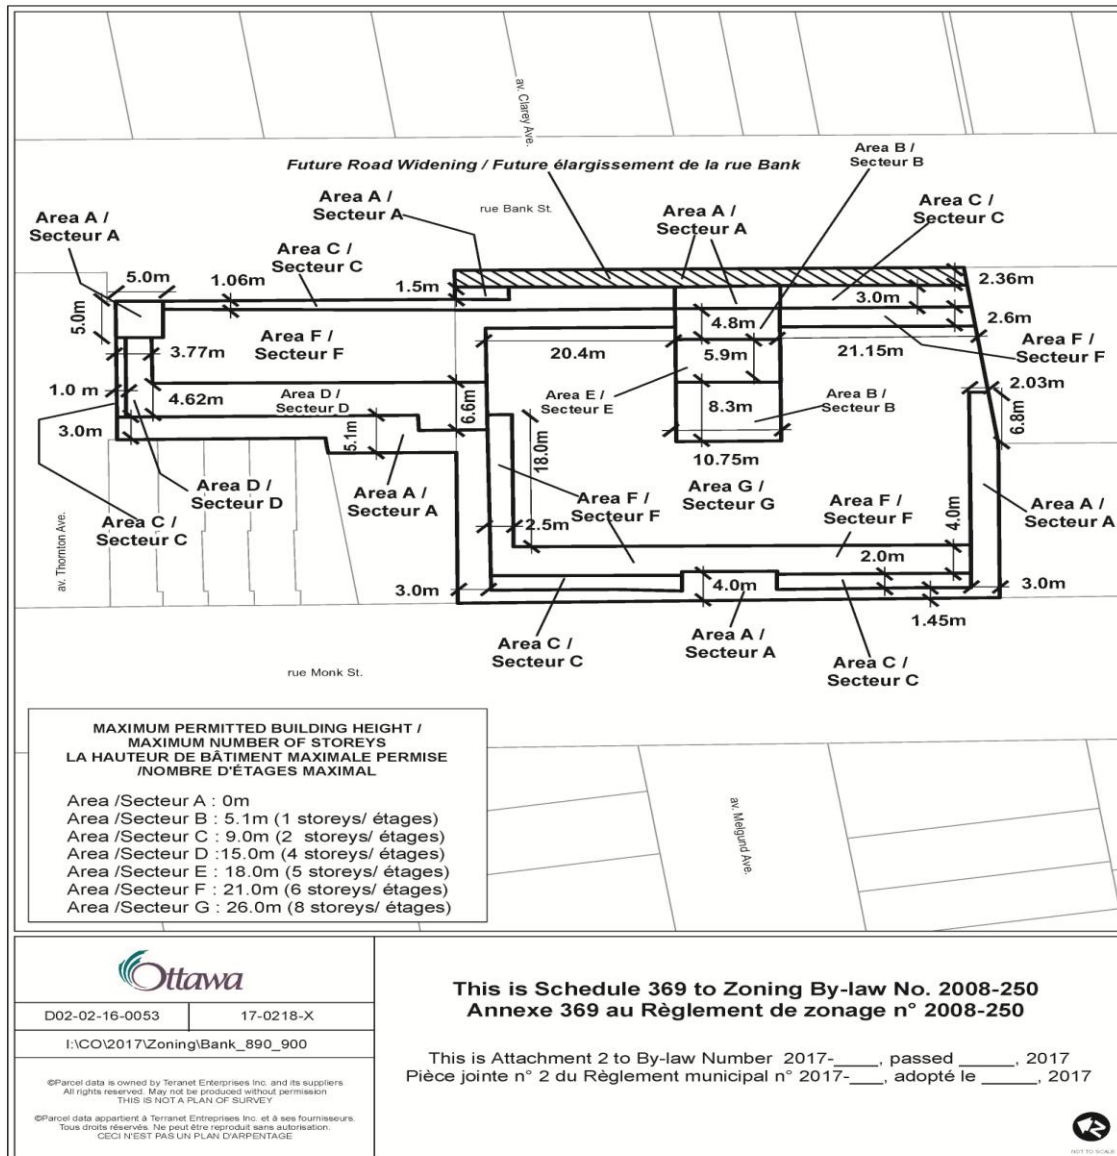 av. Clarey Ave.
Future Road Widening / Future élargissement de la rue Bank
Area B /
Secteur B
Area A /
Secteur A
rue Bank St.
Area A /
Secteur A
Area C /
Secteur C
Area A /
Secteur A
Area C /
Secteur C
5.0m
1.06m
1.5m
2.36m
3.0m
5.0m
4.8m
2.6m
Area F /
Secteur F
3.77m
20.4m
5.9m
21.15m
Area F /
Secteur F
1.0 m
4.62m
Area D /
Secteur D
6.6m
Area E /
Secteur E
8.3m
Area B /
Secteur B
2.03m
6.8m
3.0m
5.1m
18.0m
10.75m
Area D /
Secteur D
Area A /
Secteur A
Area F /
Secteur F
Area G /
Secteur G
Area F /
Secteur F
Area A /
Secteur A
Area C /
Secteur C
av. Thornton Ave.
2.5m
4.0m
2.0m
3.0m
4.0m
3.0m
1.45m
Area C /
Secteur C
Area A /
Secteur A
Area C /
Secteur C
rue Monk St.
av. Melgund Ave.
MAXIMUM PERMITTED BUILDING HEIGHT /
MAXIMUM NUMBER OF STOREYS
LA HAUTEUR DE BÂTIMENT MAXIMALE PERMISE
/NOMBRE D'ÉTAGES MAXIMAL
Area /Secteur A : 0m
Area /Secteur B : 5.1m (1 storeys/ étages)
Area /Secteur C : 9.0m (2 storeys/ étages)
Area /Secteur D :15.0m (4 storeys/ étages)
Area /Secteur E : 18.0m (5 storeys/ étages)
Area /Secteur F : 21.0m (6 storeys/ étages)
Area /Secteur G : 26.0m (8 storeys/ étages)
Ottawa
D02-02-16-0053
17-0218-X
I:\CO\2017\Zoning\Bank_890_900
©Parcel data is owned by Teranet Enterprises Inc. and its suppliers
All rights reserved. May not be produced without permission
THIS IS NOT A PLAN OF SURVEY
©Parcel data appartient à Terranet Entreprises Inc. et à ses fournisseurs.
Tous droits réservés. Ne peut être reproduit sans autorisation.
CECI N'EST PAS UN PLAN D'ARPENTAGE
This is Schedule 369 to Zoning By-law No. 2008-250
Annexe 369 au Règlement de zonage n° 2008-250
This is Attachment 2 to By-law Number 2017-____, passed _____, 2017
Pièce jointe n° 2 du Règlement municipal n° 2017-___, adopté le _____, 2017
NOT TO SCALE